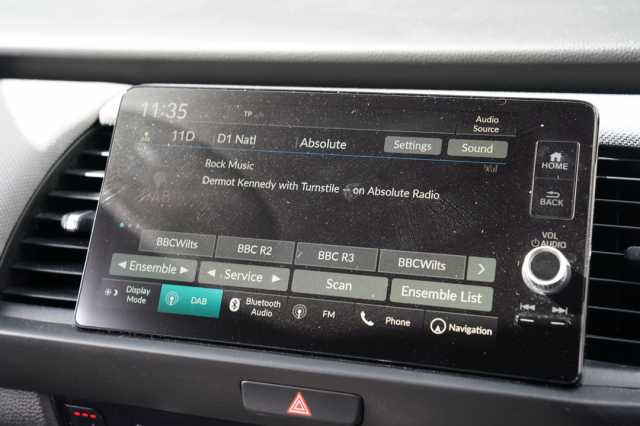 11:35
TP
Audio
Source
11D D1 Natl Absolute Settings Sound
Rock Music
Dermot Kennedy with Turnstile – on Absolute Radio
HOME
BACK
VOL
AUDIO
BBCWilts BBC R2 BBC R3 BBCWilts
Ensemble Service Scan Ensemble List
Display
Mode
DAB
Bluetooth
Audio
FM
Phone
Navigation